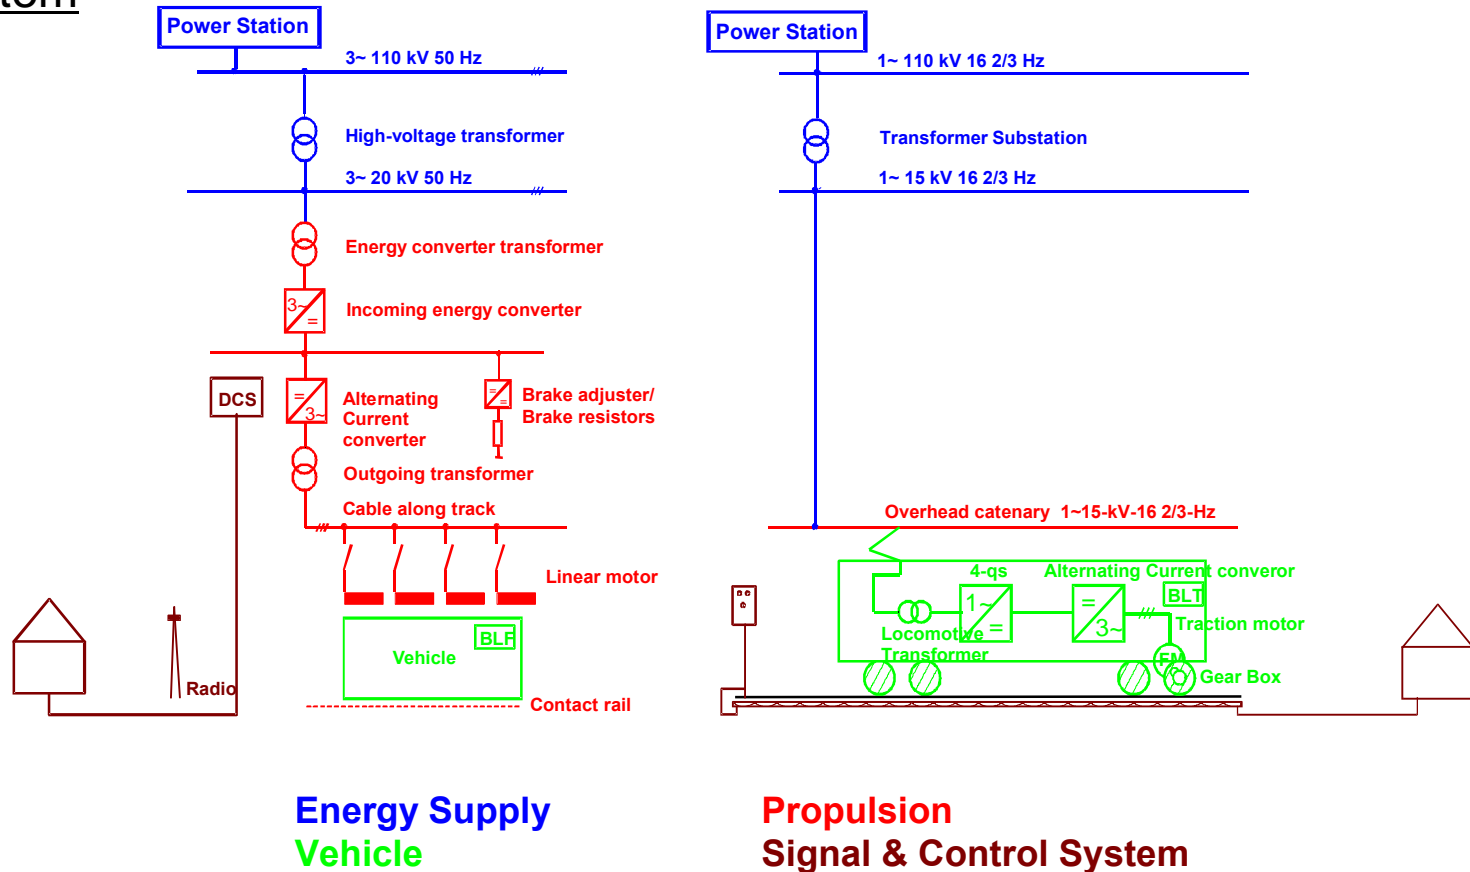 tem
Power Station
3~ 110 kV 50 Hz
High-voltage transformer
3~ 20 kV 50 Hz
Energy converter transformer
3~
=
Incoming energy converter
DCS
=
3~
Alternating
Current
converter
=
=
Brake adjuster/
Brake resistors
Outgoing transformer
Cable along track
Linear motor
BLF
Vehicle
Radio
Contact rail
Power Station
1~ 110 kV 16 2/3 Hz
Transformer Substation
1~ 15 kV 16 2/3 Hz
Overhead catenary 1~15-kV-16 2/3-Hz
4-qs
Alternating Current converor
1~
=
=
3~
BLT
Locomotive
Transformer
Traction motor
FM
Gear Box
Energy Supply
Propulsion
Vehicle
Signal & Control System